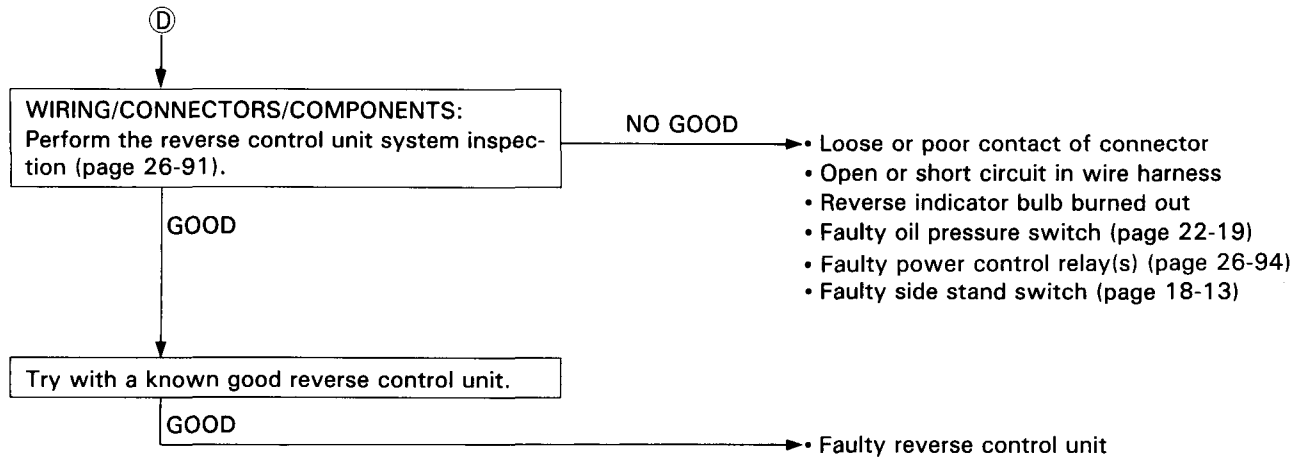 D
WIRING/CONNECTORS/COMPONENTS:
Perform the reverse control unit system inspec-
tion (page 26-91).
NO GOOD
• Loose or poor contact of connector
• Open or short circuit in wire harness
• Reverse indicator bulb burned out
• Faulty oil pressure switch (page 22-19)
• Faulty power control relay(s) (page 26-94)
• Faulty side stand switch (page 18-13)
GOOD
Try with a known good reverse control unit.
GOOD
• Faulty reverse control unit